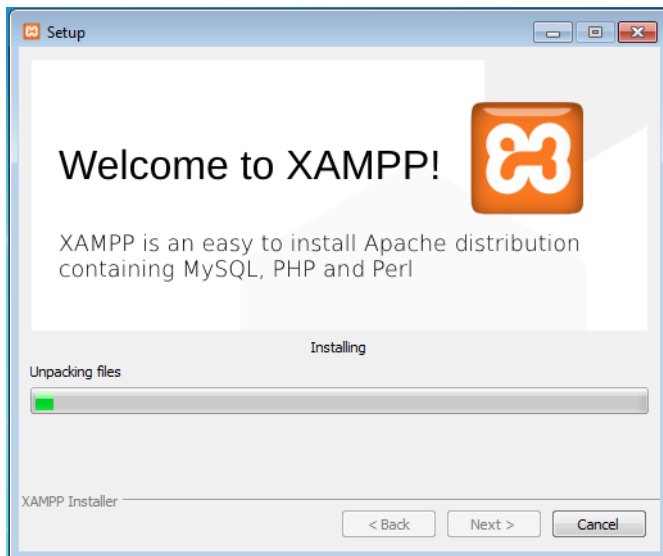 Setup
Welcome to XAMPP!
XAMPP is an easy to install Apache distribution
containing MySQL, PHP and Perl
Installing
Unpacking files
XAMPP Installer
< Back
Next >
Cancel